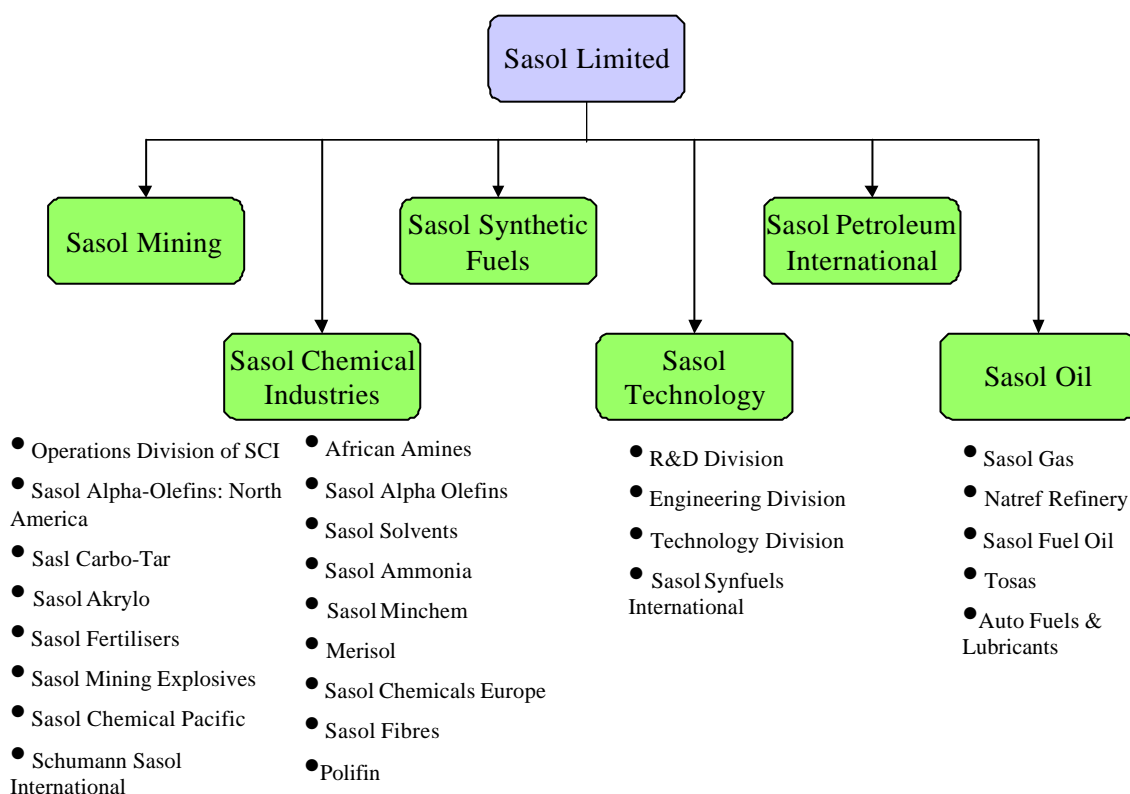 Sasol Limited
Sasol Mining
Sasol Synthetic
Fuels
Sasol Petroleum
International
Sasol Chemical
Industries
Sasol
Technology
Sasol Oil
• Operations Division of SCI
• Sasol Alpha-Olefins: North
America
• Sasl Carbo-Tar
• Sasol Akrylo
• Sasol Fertilisers
• Sasol Mining Explosives
• Sasol Chemical Pacific
• Schumann Sasol
International
• African Amines
• Sasol Alpha Olefins
• Sasol Solvents
• Sasol Ammonia
• Sasol Minchem
• Merisol
• Sasol Chemicals Europe
• Sasol Fibres
• Polifin
• R&D Division
• Engineering Division
• Technology Division
• Sasol Synfuels
International
• Sasol Gas
• Natref Refinery
• Sasol Fuel Oil
• Tosas
• Auto Fuels &
Lubricants